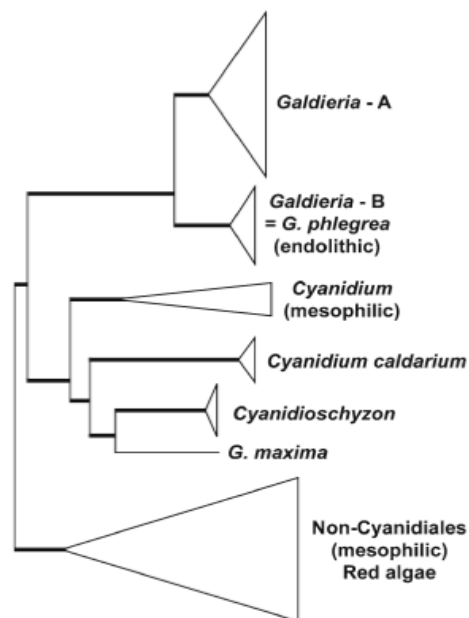 Galdieria - A
Galdieria - B
= G. phlegrea
(endolithic)
Cyanidium
(mesophilic)
Cyanidium caldarium
Cyanidioschyzon
G. maxima
Non-Cyanidiales
(mesophilic)
Red algae